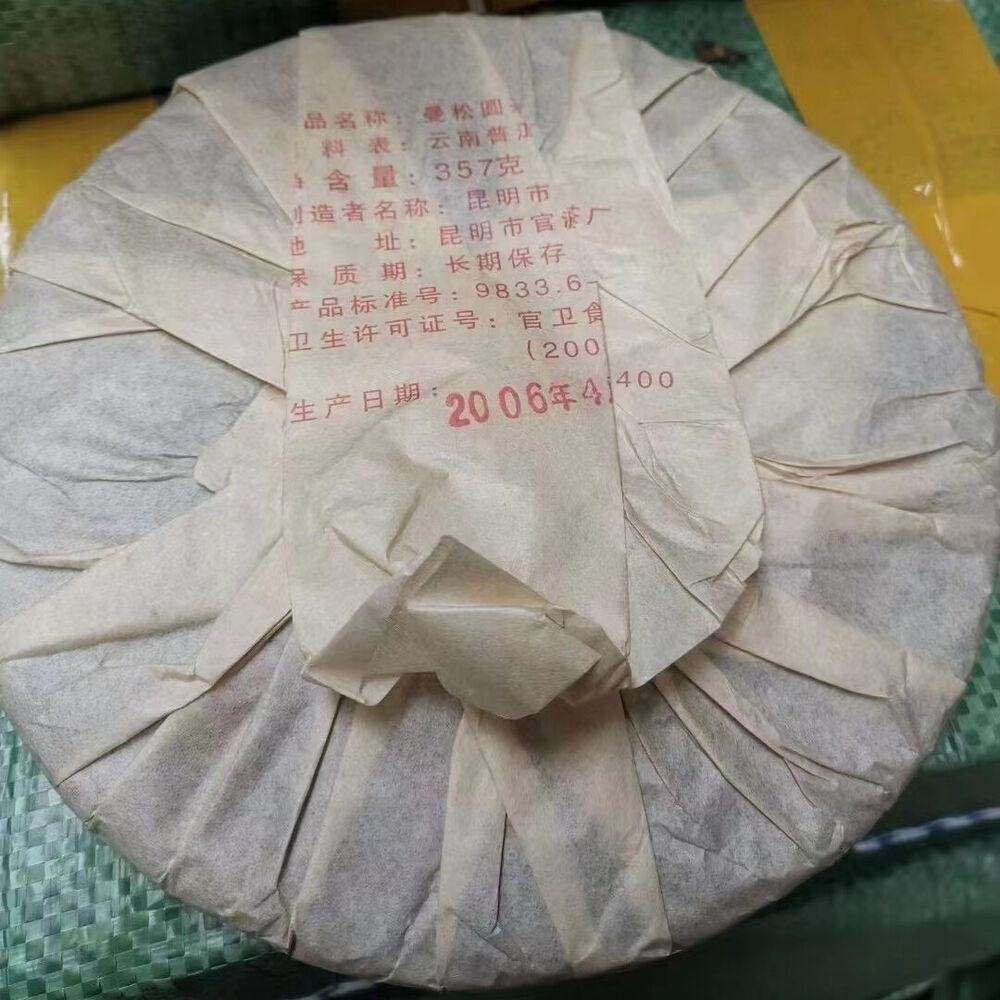 品名称：曼松圆
料表：云南普洱
含量：357克
制造者名称：昆明市
地址：昆明市官渡厂
保质期：长期保存
产品标准号：9833.6-
卫生许可证号：官卫食
(200
400
生产日期：2006年4